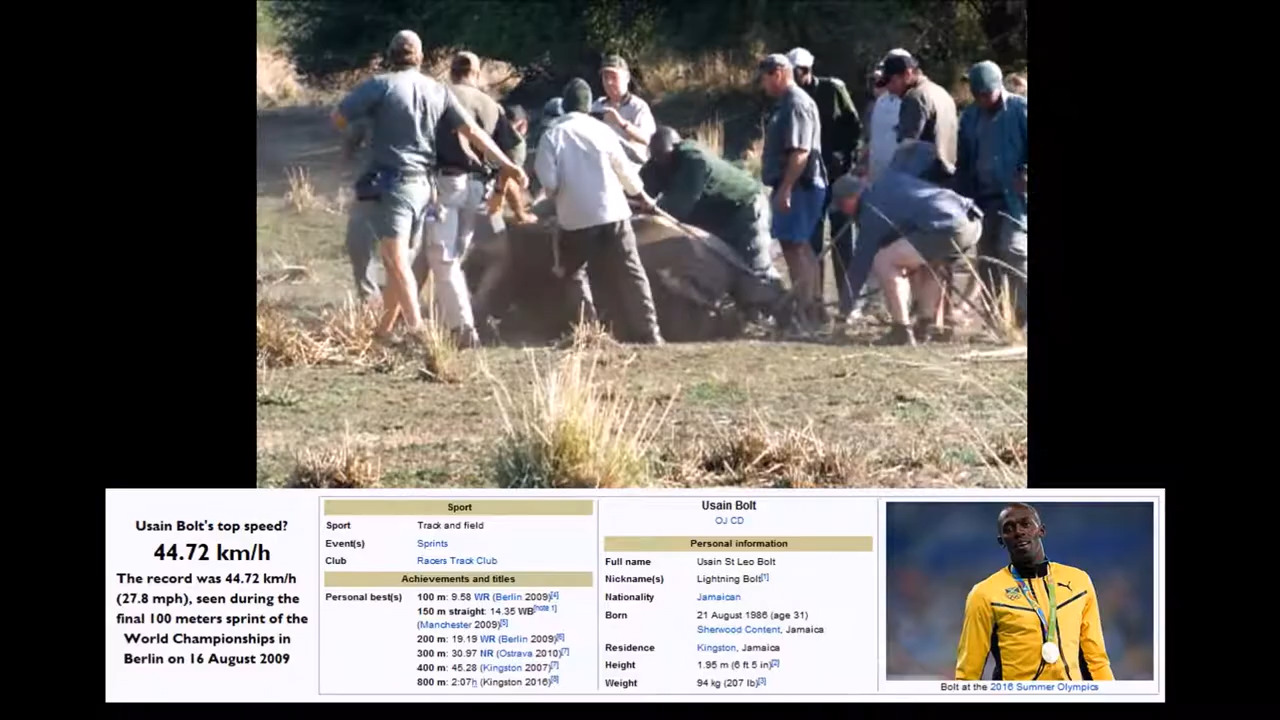 Usain Bolt's top speed?
44.72 km/h
The record was 44.72 km/h
(27.8 mph), seen during the
final 100 meters sprint of the
World Championships in
Berlin on 16 August 2009
Sport
Sport Track and field
Event(s) Sprints
Club Racers Track Club
Achievements and titles
Personal best(s) 100 m: 9.58 WR (Berlin 2009)[4]
150 m straight: 14.35 WB[note 1]
(Manchester 2009)[5]
200 m: 19.19 WR (Berlin 2009)[6]
300 m: 30.97 NR (Ostrava 2010)[7]
400 m: 45.28 (Kingston 2007)[7]
800 m: 2:07h (Kingston 2016)[8]
Usain Bolt
OJ CD
Personal information
Full name Usain St Leo Bolt
Nickname(s) Lightning Bolt[1]
Nationality Jamaican
Born 21 August 1986 (age 31)
Sherwood Content, Jamaica
Residence Kingston, Jamaica
Height 1.95 m (6 ft 5 in)[2]
Weight 94 kg (207 lb)[3]
Bolt at the 2016 Summer Olympics